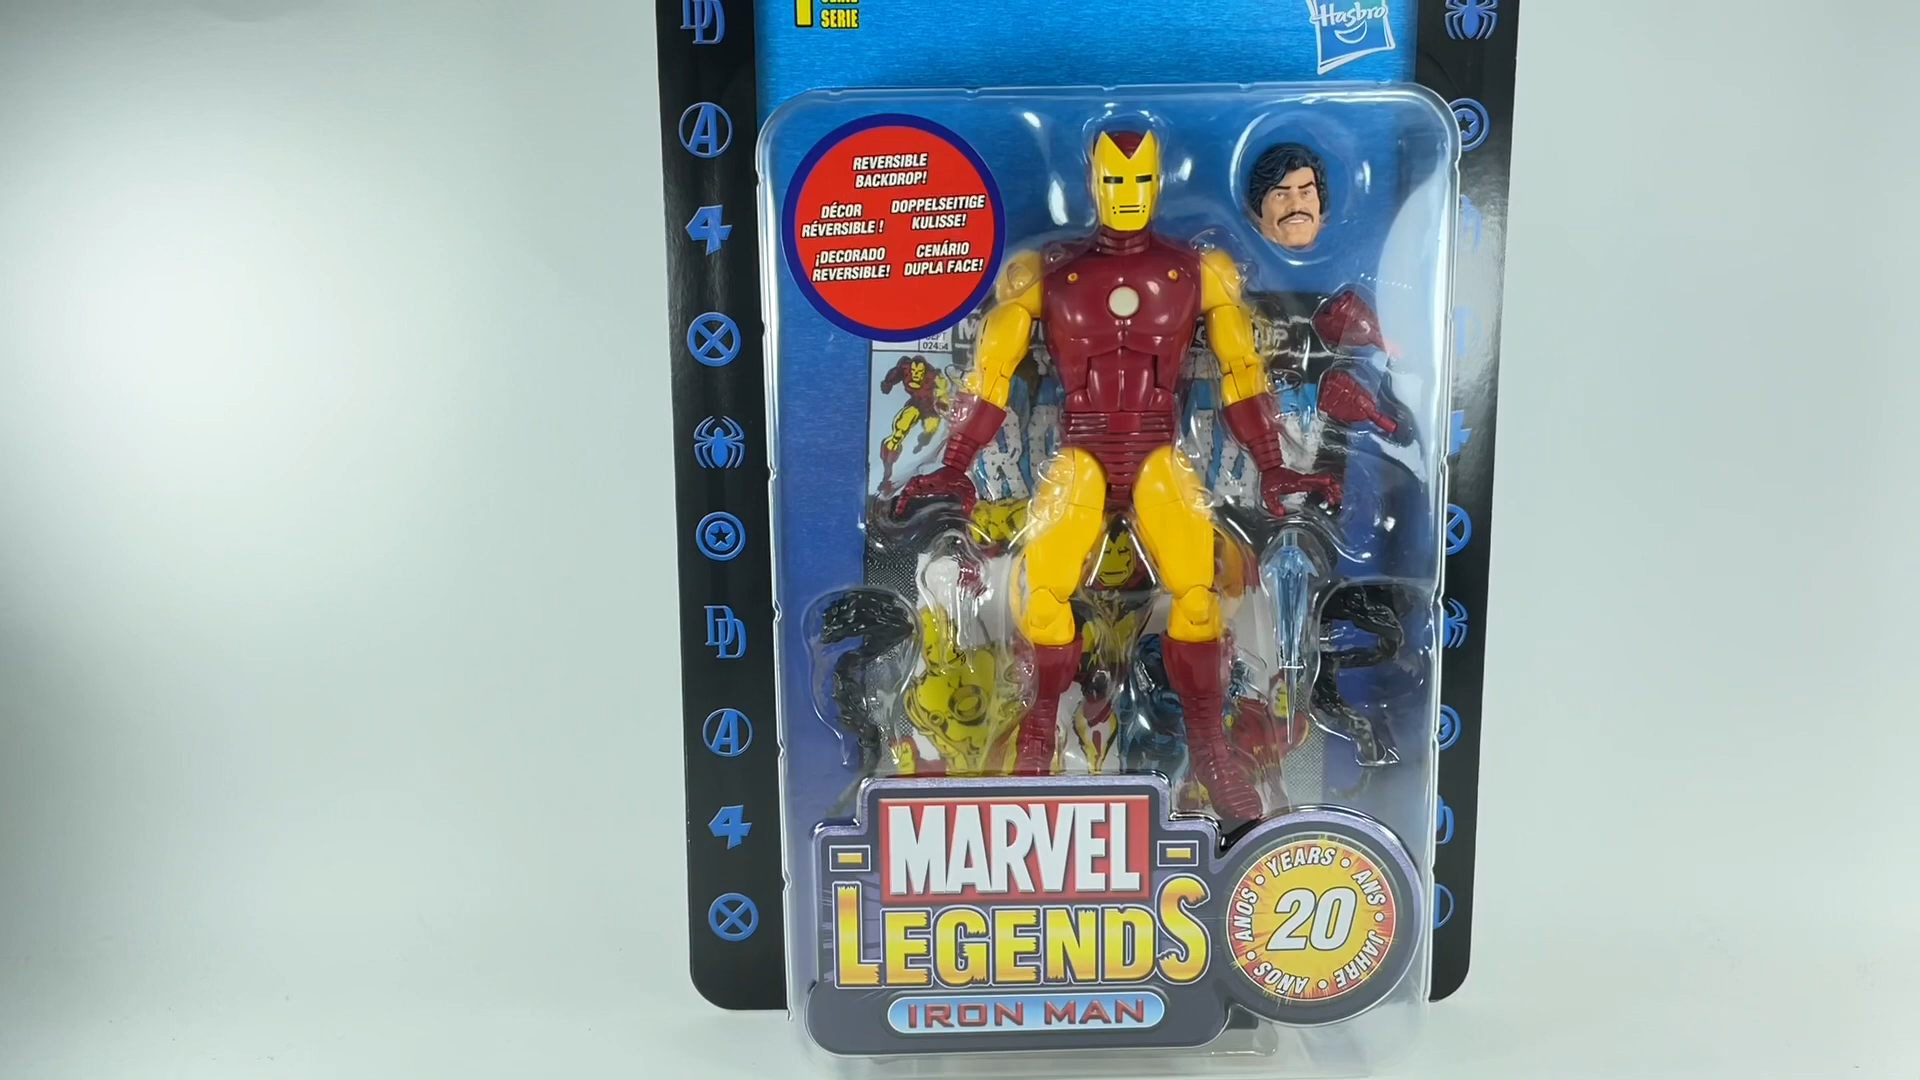 SERIE
Hasbro
REVERSIBLE
BACKDROP!
DÉCOR
RÉVERSIBLE !
DOPPELSEITIGE
KULISSE!
¡DECORADO
REVERSIBLE!
CENÁRIO
DUPLA FACE!
MARVEL
LEGENDS
IRON MAN
20
YEARS • ANS • JAHRE • AÑOS • ANOS •